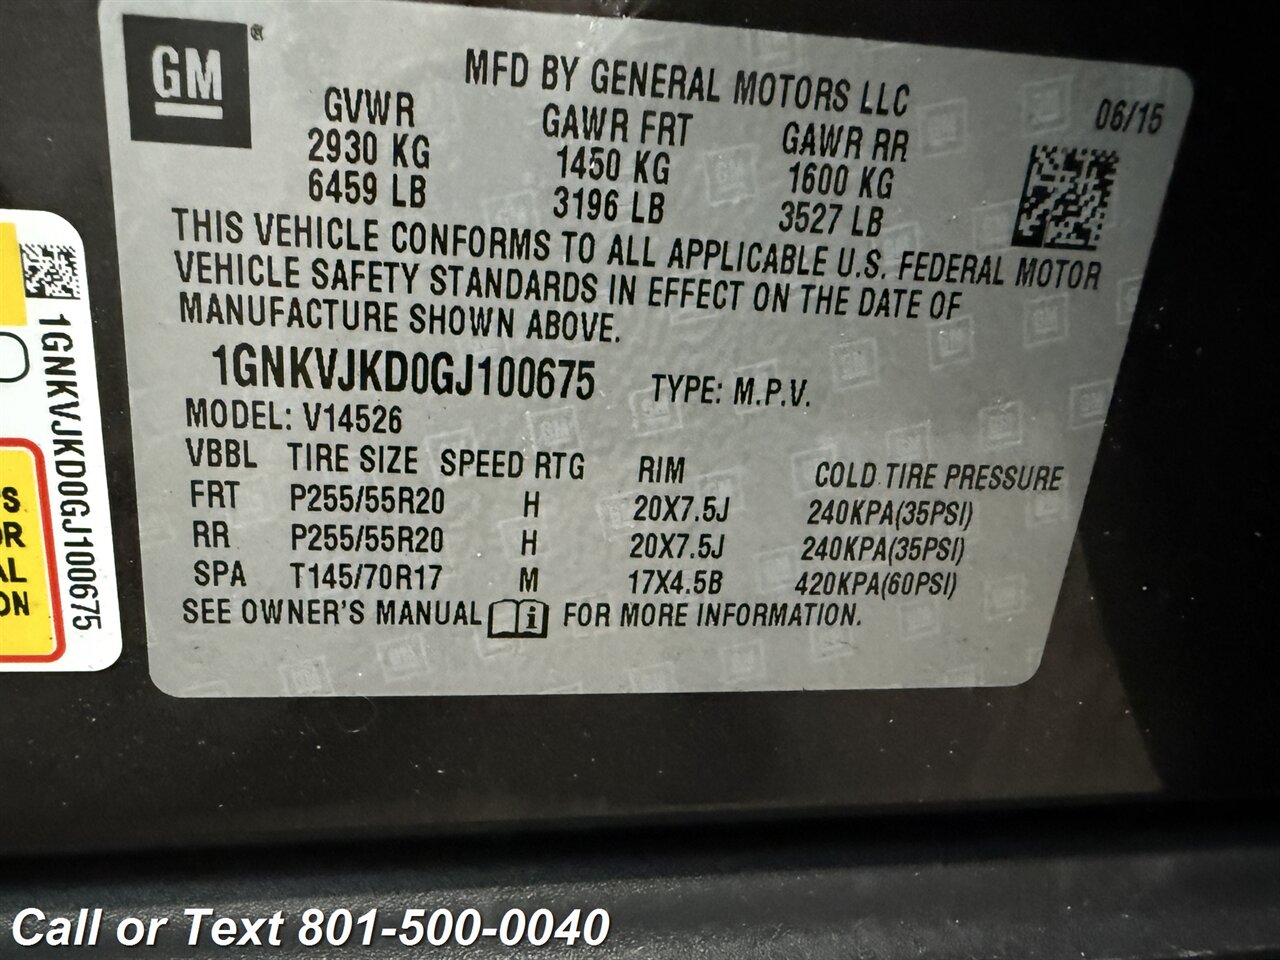 GM
MFD BY GENERAL MOTORS LLC
06/15
GVWR GAWR FRT GAWR RR
2930 KG 1450 KG 1600 KG
6459 LB 3196 LB 3527 LB
THIS VEHICLE CONFORMS TO ALL APPLICABLE U.S. FEDERAL MOTOR
VEHICLE SAFETY STANDARDS IN EFFECT ON THE DATE OF
MANUFACTURE SHOWN ABOVE.
1GNKVJKD0GJ100675 TYPE: M.P.V.
MODEL: V14526
VBBL TIRE SIZE SPEED RTG RIM COLD TIRE PRESSURE
FRT P255/55R20 H 20X7.5J 240KPA(35PSI)
RR P255/55R20 H 20X7.5J 240KPA(35PSI)
SPA T145/70R17 M 17X4.5B 420KPA(60PSI)
SEE OWNER'S MANUAL i FOR MORE INFORMATION.
1GNKVJKD0GJ100675
Call or Text 801-500-0040